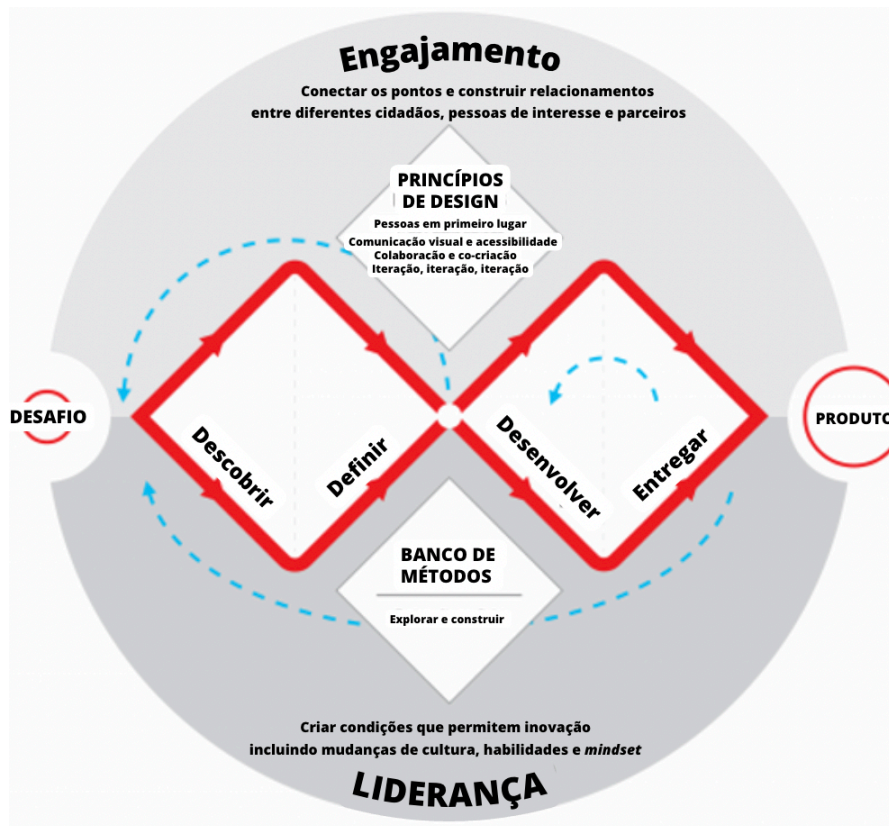 Engajamento
Conectar os pontos e construir relacionamentos
entre diferentes cidadãos, pessoas de interesse e parceiros
PRINCÍPIOS
DE DESIGN
Pessoas em primeiro lugar
Comunicação visual e acessibilidade
Colaboracão e co-criacão
Iteração, iteração, iteração
DESAFIO
PRODUTO
Descobrir
Definir
Desenvolver
Entregar
BANCO DE
MÉTODOS
Explorar e construir
Criar condições que permitem inovação
incluindo mudanças de cultura, habilidades e mindset
LIDERANÇA